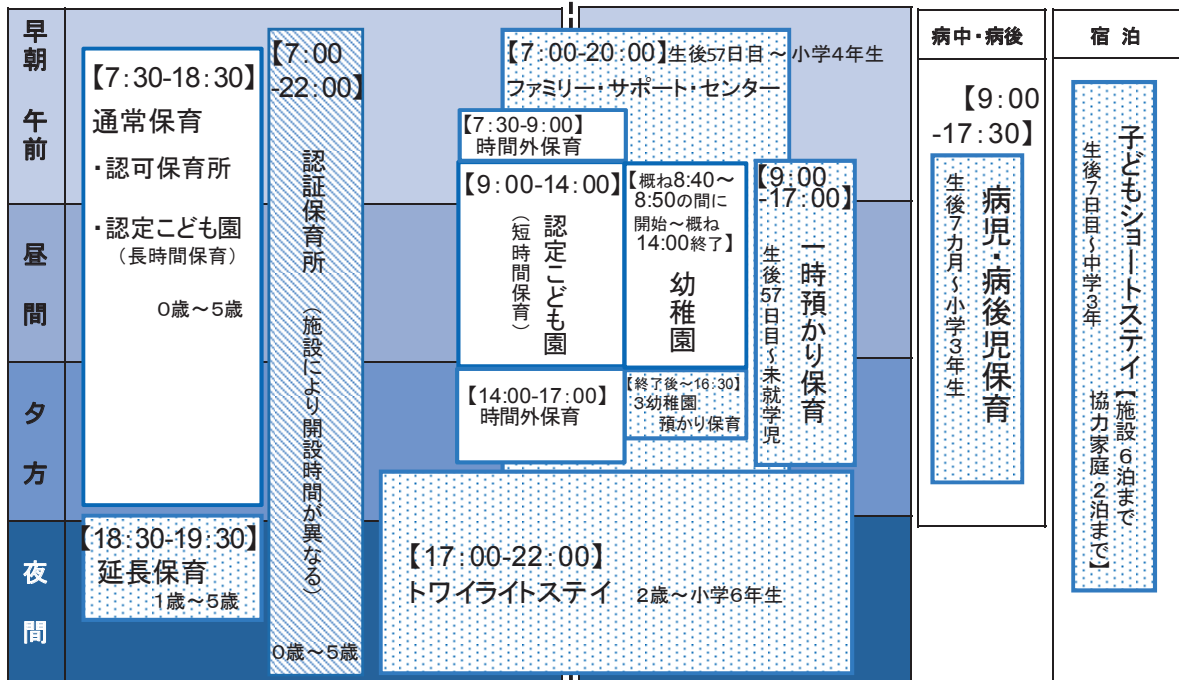 早朝
午前
昼間
夕方
夜間
【7:30-18:30】
通常保育
・認可保育所
・認定こども園
（長時間保育）
0歳～5歳
【18:30-19:30】
延長保育
1歳～5歳
【7:00
-22:00】
認証保育所
（施設により開設時間が異なる）
0歳～5歳
【7:00-20:00】生後57日目～小学4年生
ファミリー・サポート・センター
【7:30-9:00】
時間外保育
【9:00-14:00】
認定こども園
（短時間保育）
【14:00-17:00】
時間外保育
【概ね8:40～
8:50の間に
開始～概ね
14:00終了】
幼稚園
【終了後～16:30】
3幼稚園
預かり保育
【9:00
-17:00】
一時預かり保育
生後57日目～未就学児
【17:00-22:00】
トワイライトステイ 2歳～小学6年生
病中・病後
【9:00
-17:30】
病児・病後児保育
生後7カ月～小学3年生
宿泊
子どもショートステイ【施設 6泊まで
協力家庭 2泊まで】
生後7日目～中学3年